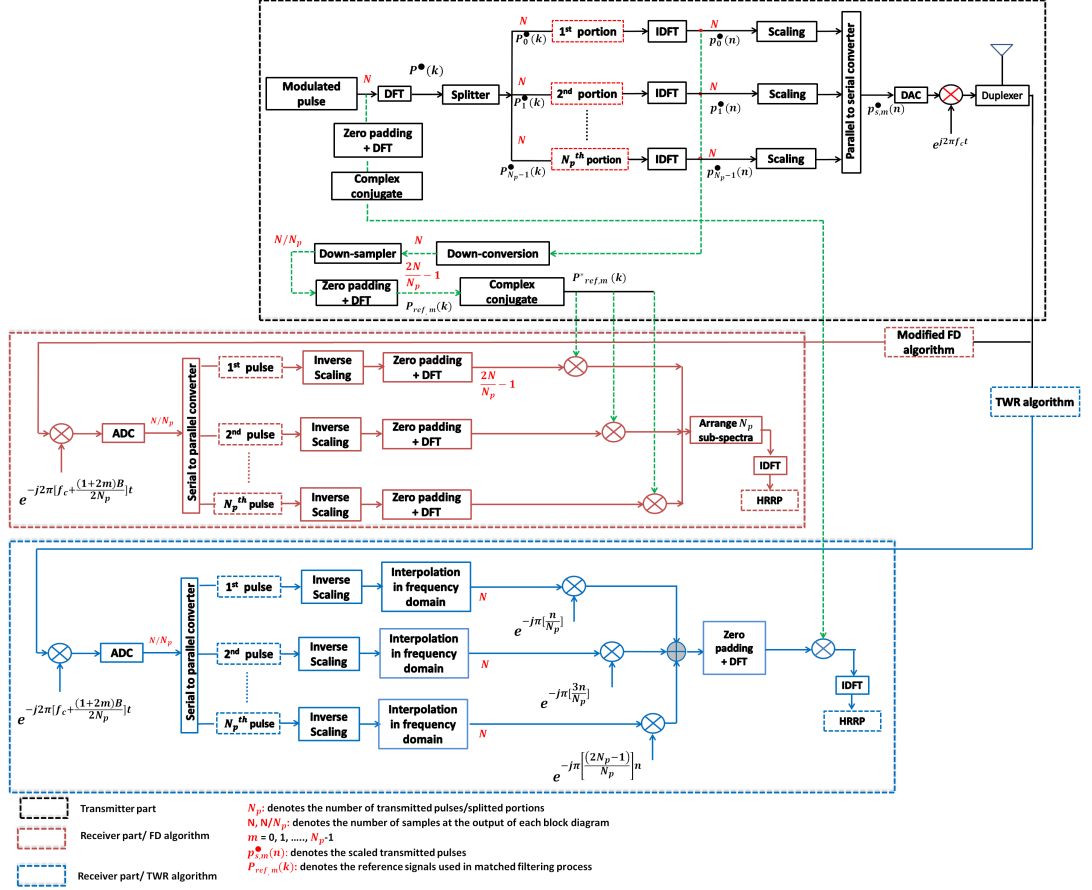 Modulated pulse
N
DFT
P●(k)
Splitter
N
P₀●(k)
1st portion
IDFT
N
p₀●(n)
Scaling
N
P₁●(k)
2nd portion
IDFT
N
p₁●(n)
Scaling
N
P●Np−1(k)
Npth portion
IDFT
N
p●Np−1(n)
Scaling
Parallel to serial converter
p●s,m(n)
DAC
e^{j2πf_c t}
Duplexer
Zero padding + DFT
Complex conjugate
N/Np
Down-sampler
N
Down-conversion
Zero padding + DFT
2N/Np − 1
Pref,m(k)
Complex conjugate
P*ref,m(k)
Modified FD algorithm
TWR algorithm
e^{−j2π[f_c+(1+2m)B/2Np]t}
ADC
N/Np
Serial to parallel converter
1st pulse
Inverse Scaling
Zero padding + DFT
2N/Np − 1
2nd pulse
Inverse Scaling
Zero padding + DFT
Npth pulse
Inverse Scaling
Zero padding + DFT
Arrange Np sub-spectra
IDFT
HRRP
e^{−j2π[f_c+(1+2m)B/2Np]t}
ADC
N/Np
Serial to parallel converter
1st pulse
Inverse Scaling
Interpolation in frequency domain
N
e^{−jπ[n/Np]}
2nd pulse
Inverse Scaling
Interpolation in frequency domain
N
e^{−jπ[3n/Np]}
Npth pulse
Inverse Scaling
Interpolation in frequency domain
N
e^{−jπ[(2Np−1)/Np]n}
Zero padding + DFT
IDFT
HRRP
Transmitter part
Receiver part/ FD algorithm
Receiver part/ TWR algorithm
Np: denotes the number of transmitted pulses/splitted portions
N, N/Np: denotes the number of samples at the output of each block diagram
m = 0, 1, ....., Np-1
p●s,m(n): denotes the scaled transmitted pulses
Pref,m(k): denotes the reference signals used in matched filtering process